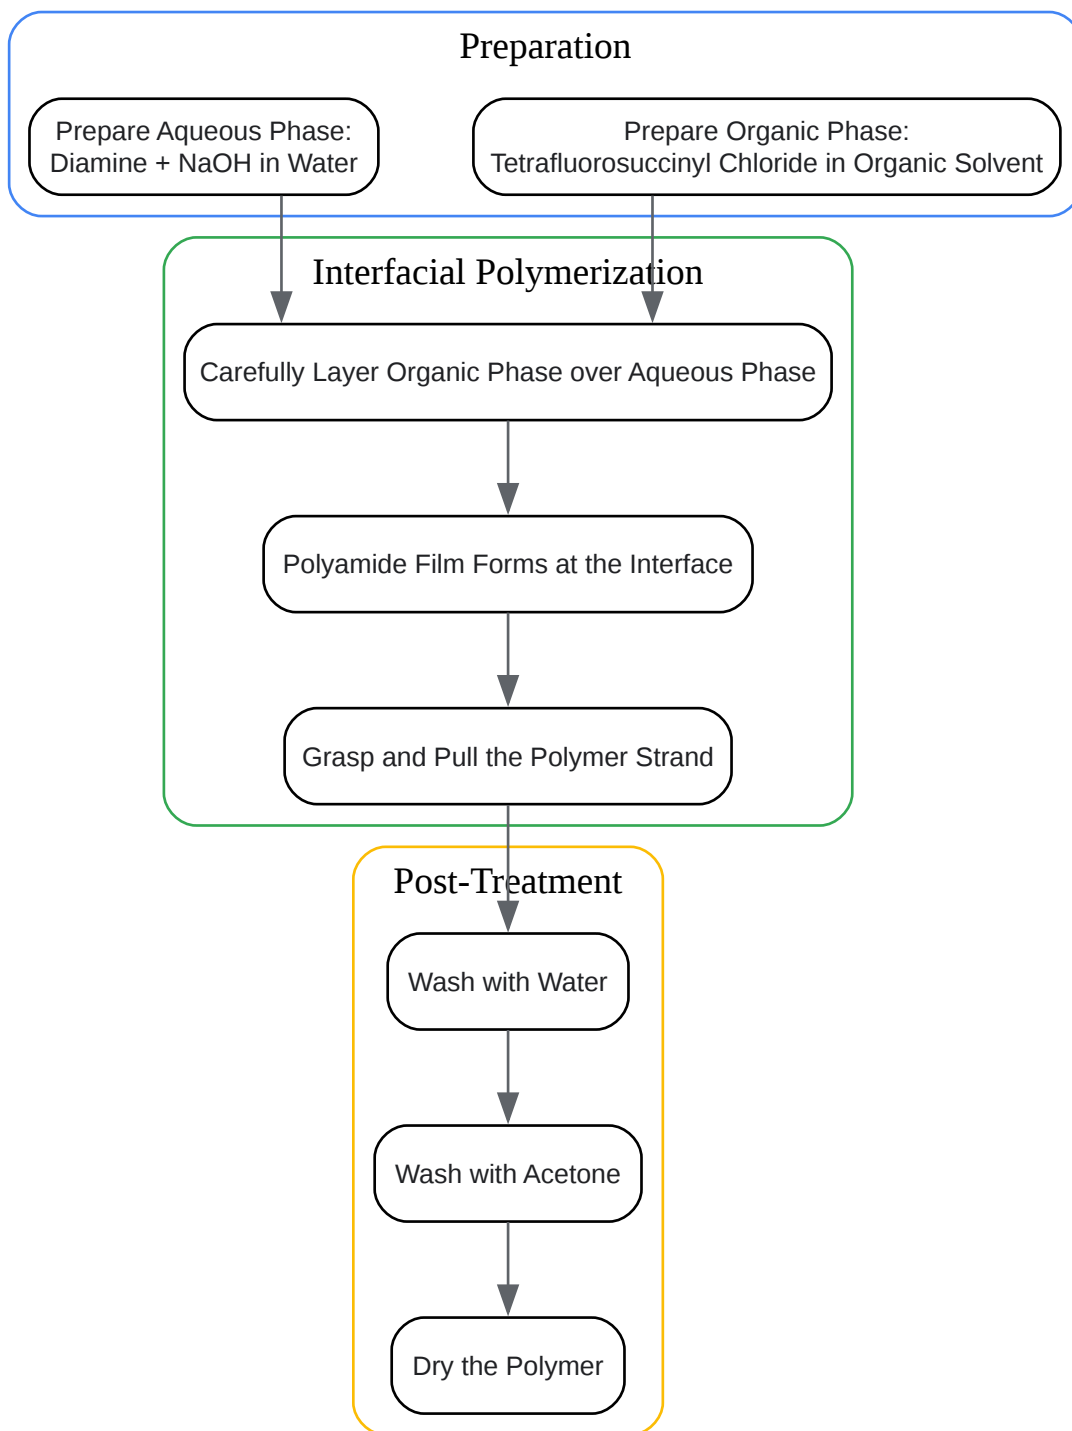 Preparation
Prepare Aqueous Phase:
Diamine + NaOH in Water
Prepare Organic Phase:
Tetrafluorosuccinyl Chloride in Organic Solvent
Interfacial Polymerization
Carefully Layer Organic Phase over Aqueous Phase
Polyamide Film Forms at the Interface
Grasp and Pull the Polymer Strand
Post-Treatment
Wash with Water
Wash with Acetone
Dry the Polymer